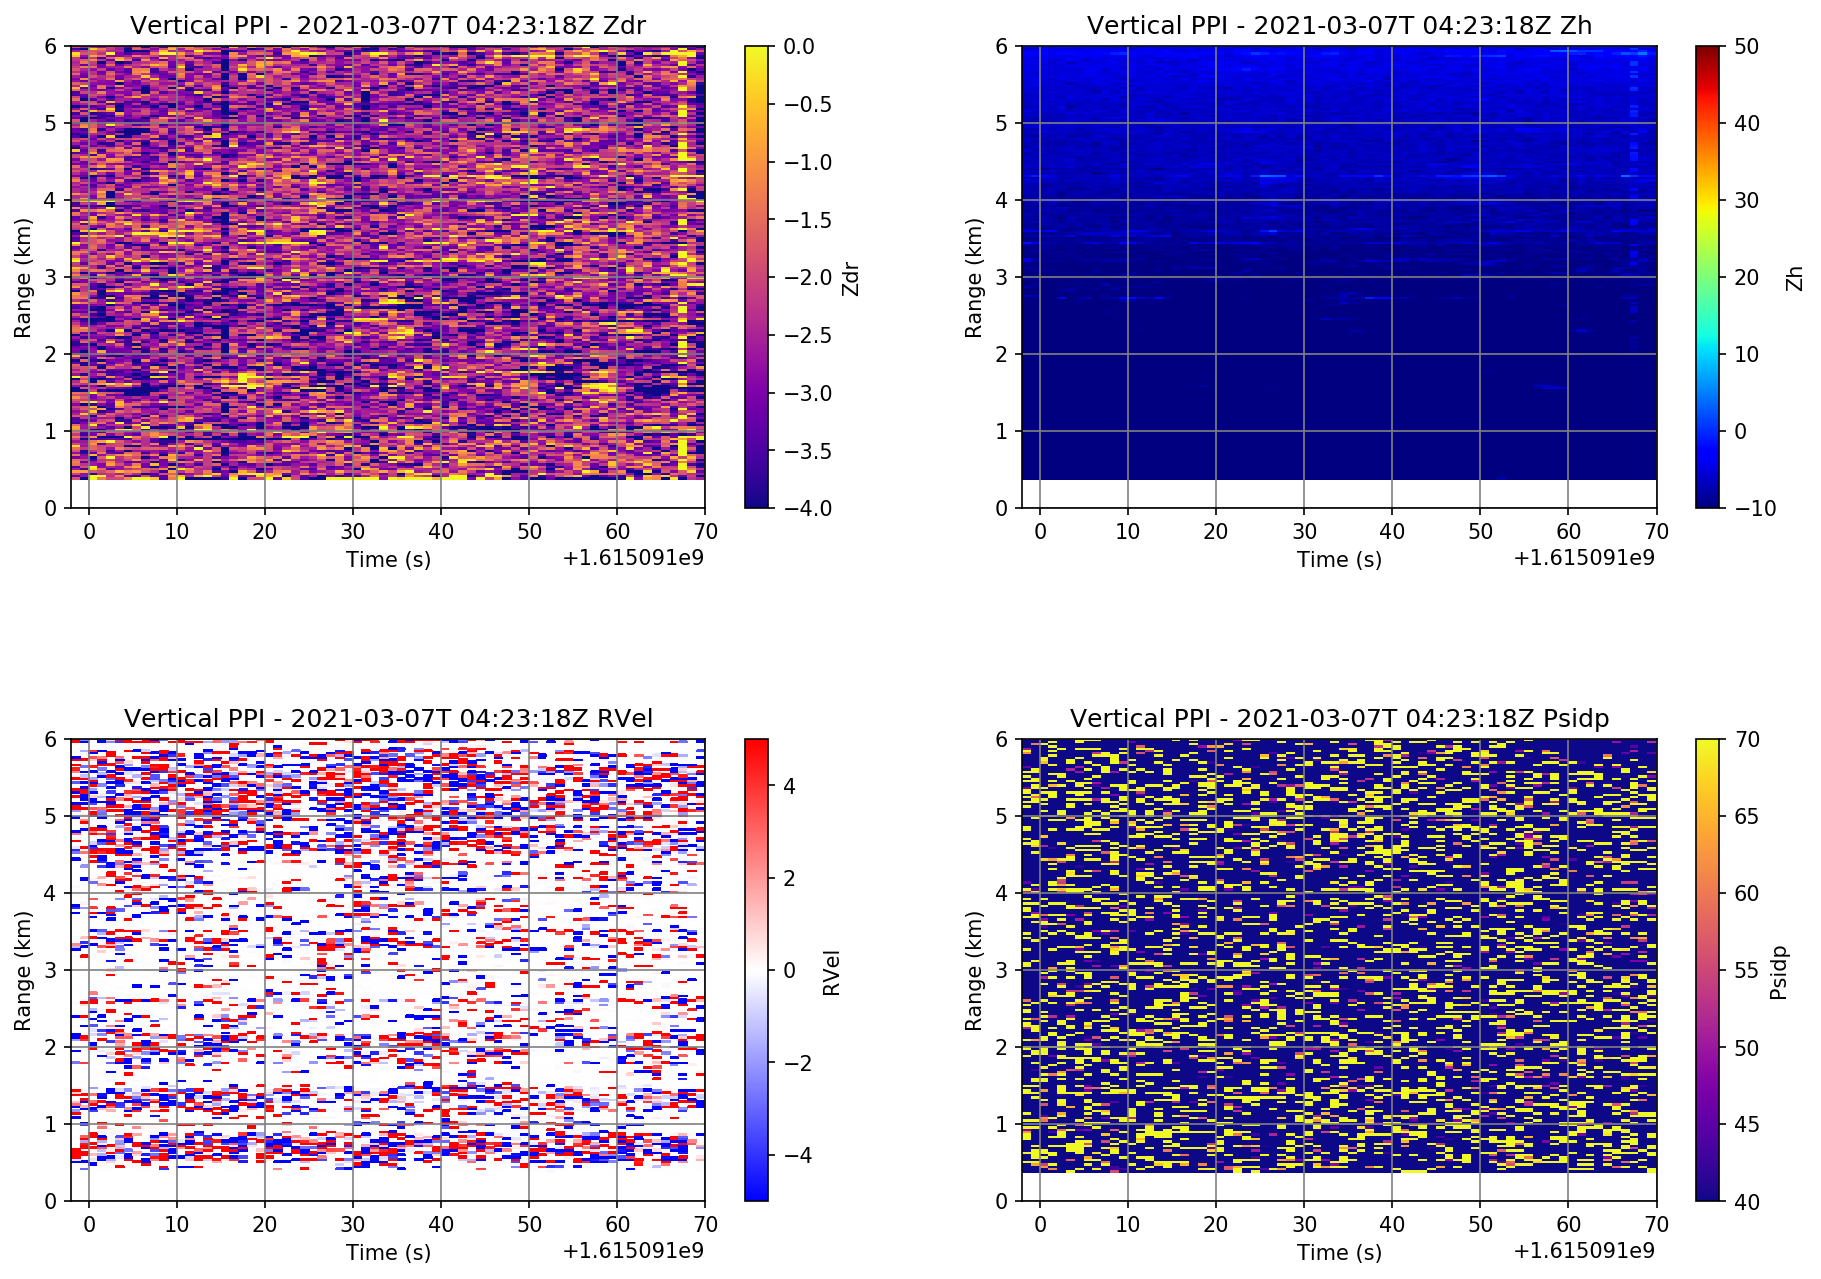 Vertical PPI - 2021-03-07T 04:23:18Z Zdr
6
5
4
3
2
1
0
Range (km)
0 10 20 30 40 50 60 70
Time (s)
+1.615091e9
0.0
−0.5
−1.0
−1.5
−2.0
−2.5
−3.0
−3.5
−4.0
Zdr
Vertical PPI - 2021-03-07T 04:23:18Z Zh
6
5
4
3
2
1
0
Range (km)
0 10 20 30 40 50 60 70
Time (s)
+1.615091e9
50
40
30
20
10
0
−10
Zh
Vertical PPI - 2021-03-07T 04:23:18Z RVel
6
5
4
3
2
1
0
Range (km)
0 10 20 30 40 50 60 70
Time (s)
+1.615091e9
4
2
0
−2
−4
RVel
Vertical PPI - 2021-03-07T 04:23:18Z Psidp
6
5
4
3
2
1
0
Range (km)
0 10 20 30 40 50 60 70
Time (s)
+1.615091e9
70
65
60
55
50
45
40
Psidp